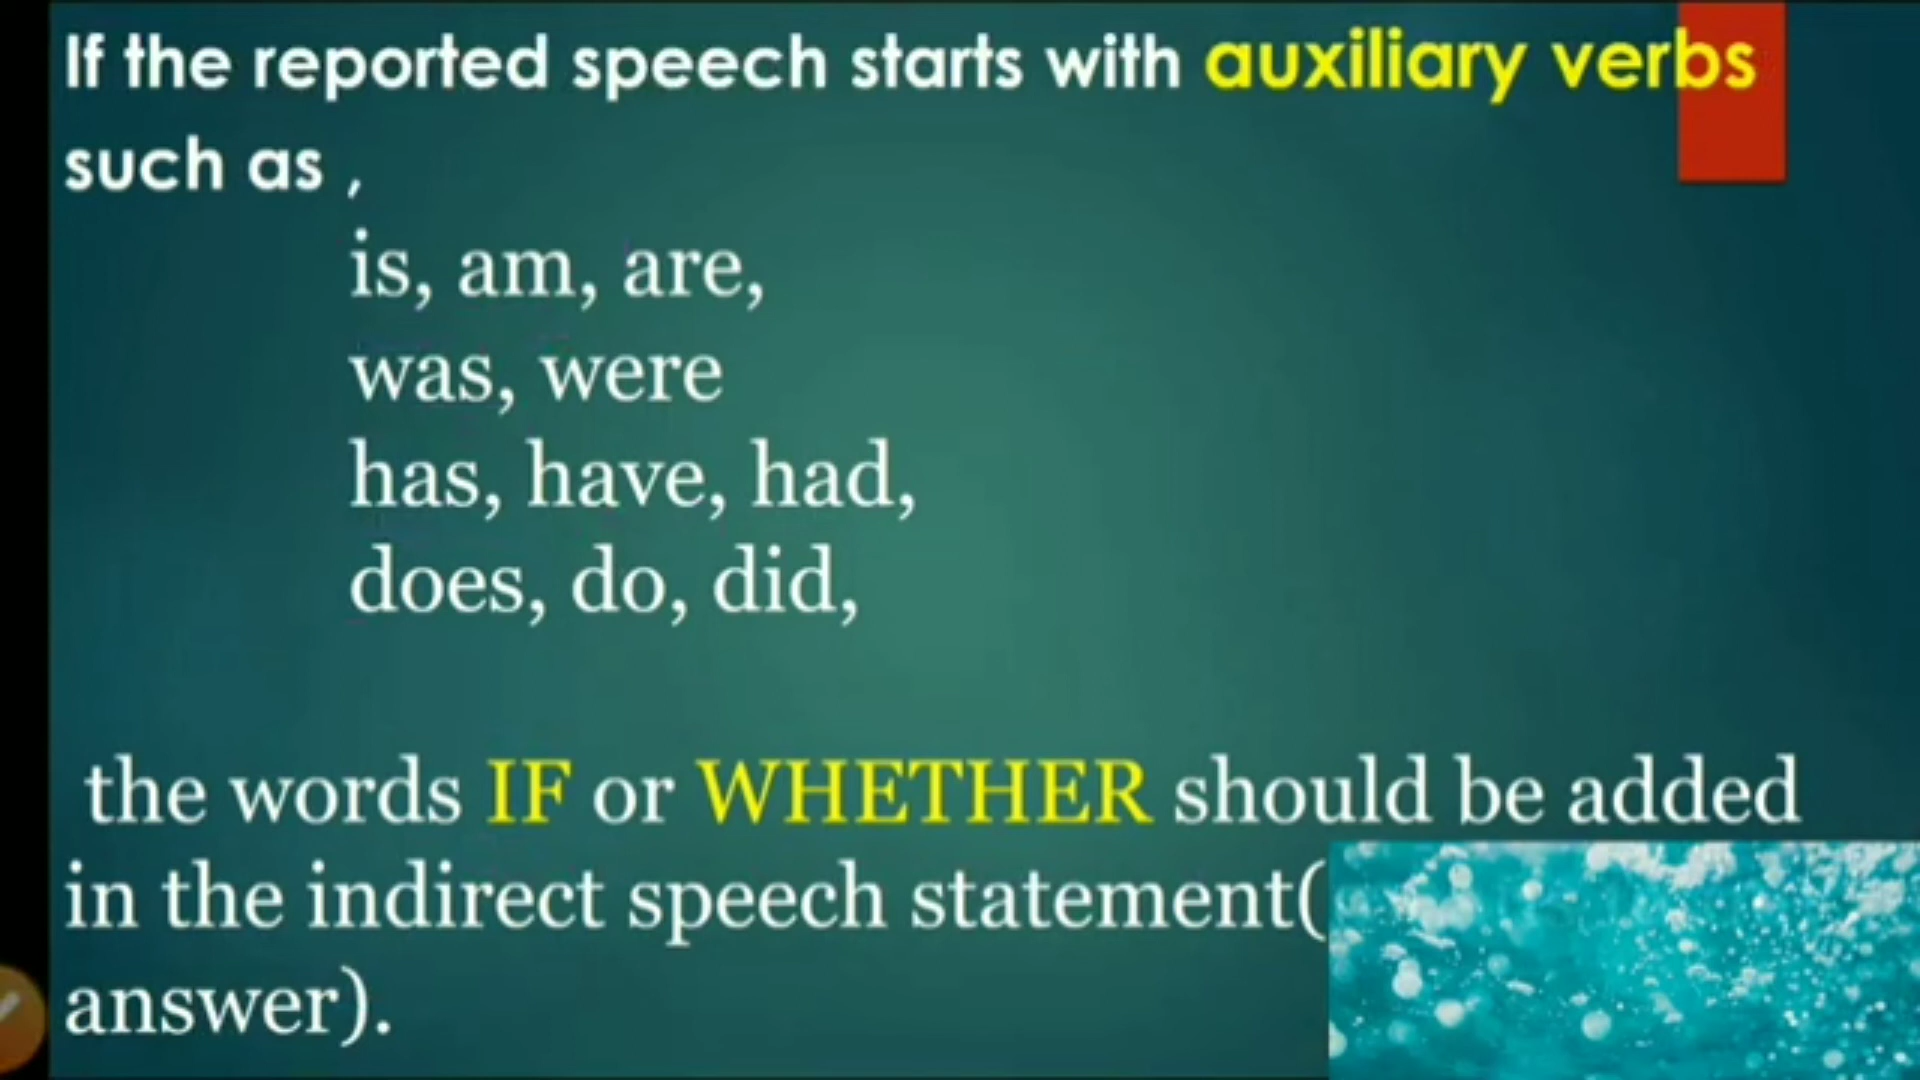 If the reported speech starts with auxiliary verbs
such as ,
is, am, are,
was, were
has, have, had,
does, do, did,
the words IF or WHETHER should be added
in the indirect speech statement(
answer).